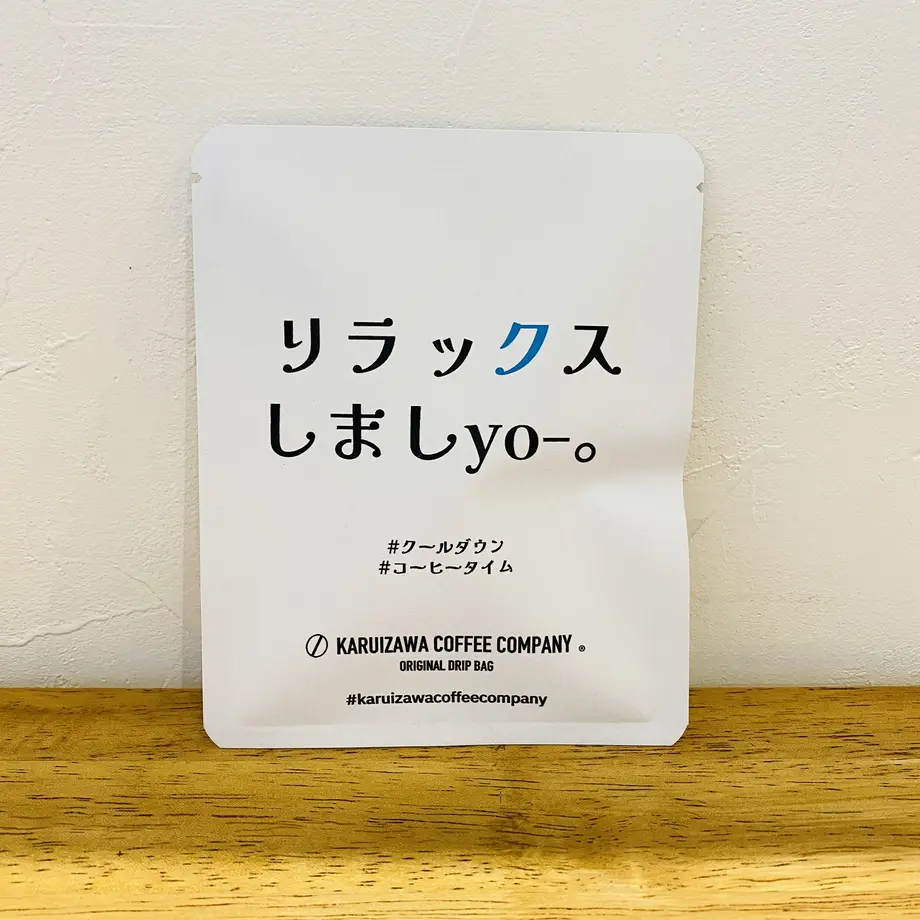 リラックス
しましyo-。
#クールダウン
#コーヒータイム
KARUIZAWA COFFEE COMPANY ®
ORIGINAL DRIP BAG
#karuizawacoffeecompany